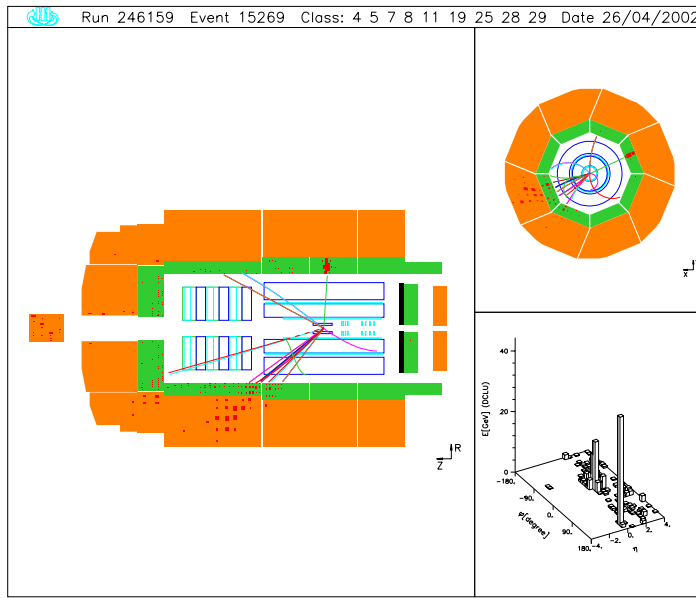 Run 246159 Event 15269 Class: 4 5 7 8 11 19 25 28 29 Date 26/04/2002
R
Z
E[GeV] (DCLU)
40
20
0
-180.
-90.
0.
90.
180.
φ[degree]
-4.
-2.
0.
2.
4.
η